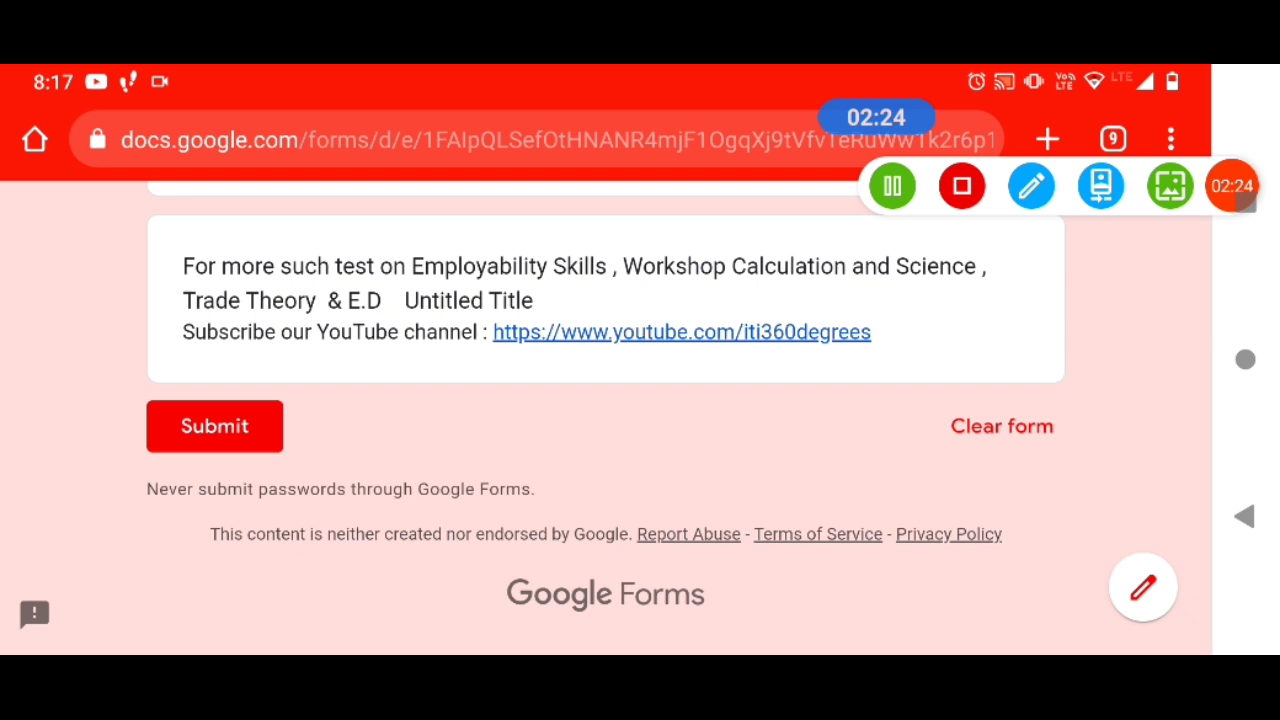 8:17
LTE
02:24
docs.google.com/forms/d/e/1FAIpQLSefOtHNANR4mjF1OgqXj9tVfvTeRuWw1k2r6p1
9
02:24
For more such test on Employability Skills , Workshop Calculation and Science ,
Trade Theory & E.D Untitled Title
Subscribe our YouTube channel : https://www.youtube.com/iti360degrees
Submit
Clear form
Never submit passwords through Google Forms.
This content is neither created nor endorsed by Google. Report Abuse - Terms of Service - Privacy Policy
Google Forms